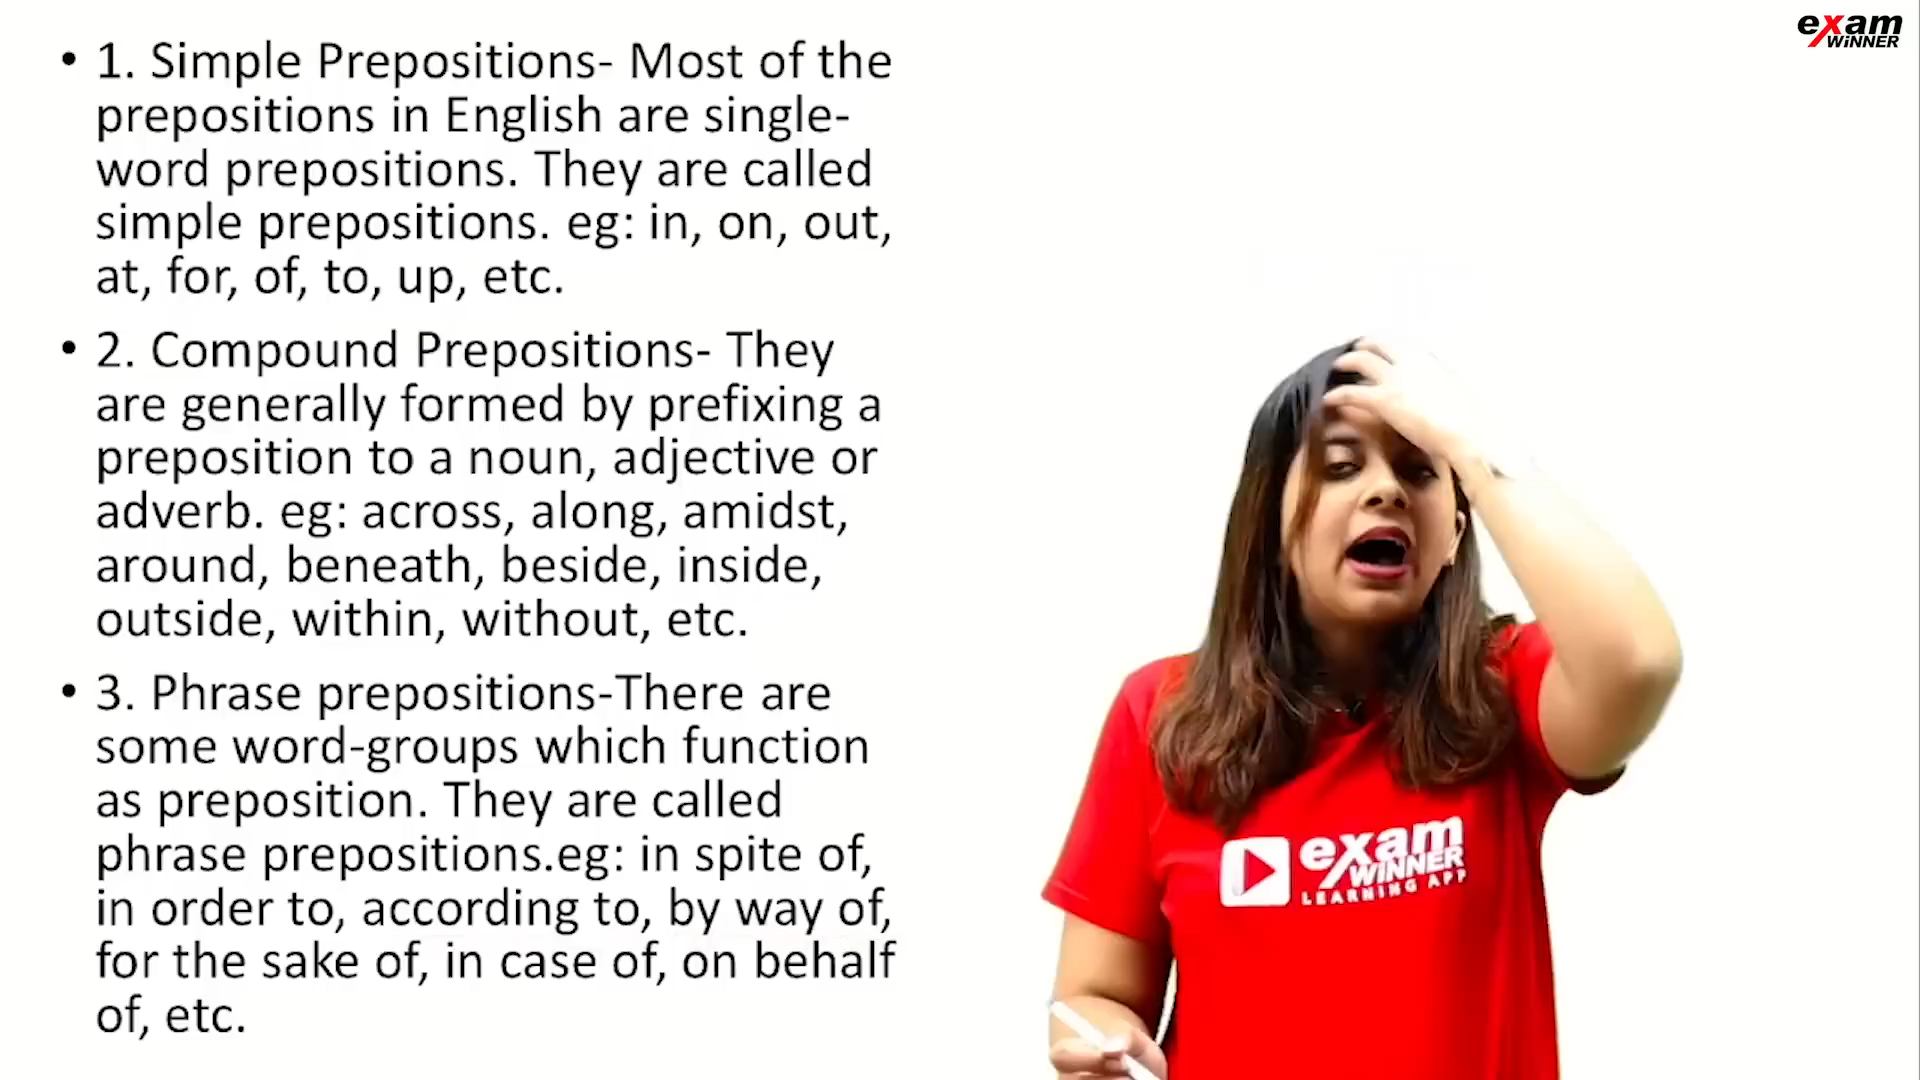 • 1. Simple Prepositions- Most of the
prepositions in English are single-
word prepositions. They are called
simple prepositions. eg: in, on, out,
at, for, of, to, up, etc.
• 2. Compound Prepositions- They
are generally formed by prefixing a
preposition to a noun, adjective or
adverb. eg: across, along, amidst,
around, beneath, beside, inside,
outside, within, without, etc.
• 3. Phrase prepositions-There are
some word-groups which function
as preposition. They are called
phrase prepositions.eg: in spite of,
in order to, according to, by way of,
for the sake of, in case of, on behalf
of, etc.
exam
WiNNER
exam
WiNNER
LEARNING APP